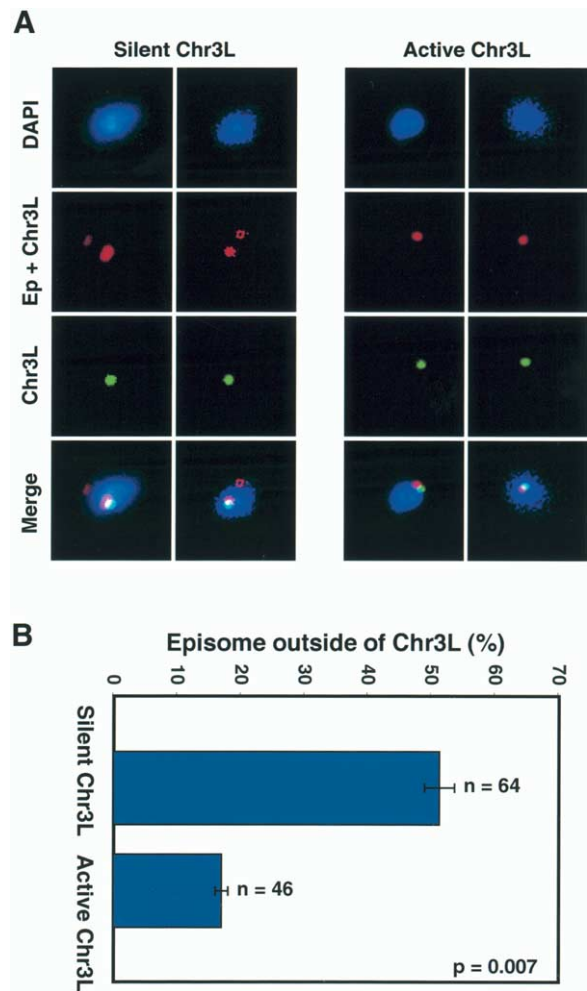 A
Silent Chr3L
Active Chr3L
DAPI
Ep + Chr3L
Chr3L
Merge
B
Episome outside of Chr3L (%)
0 10 20 30 40 50 60 70
Silent Chr3L
n = 64
Active Chr3L
n = 46
p = 0.007